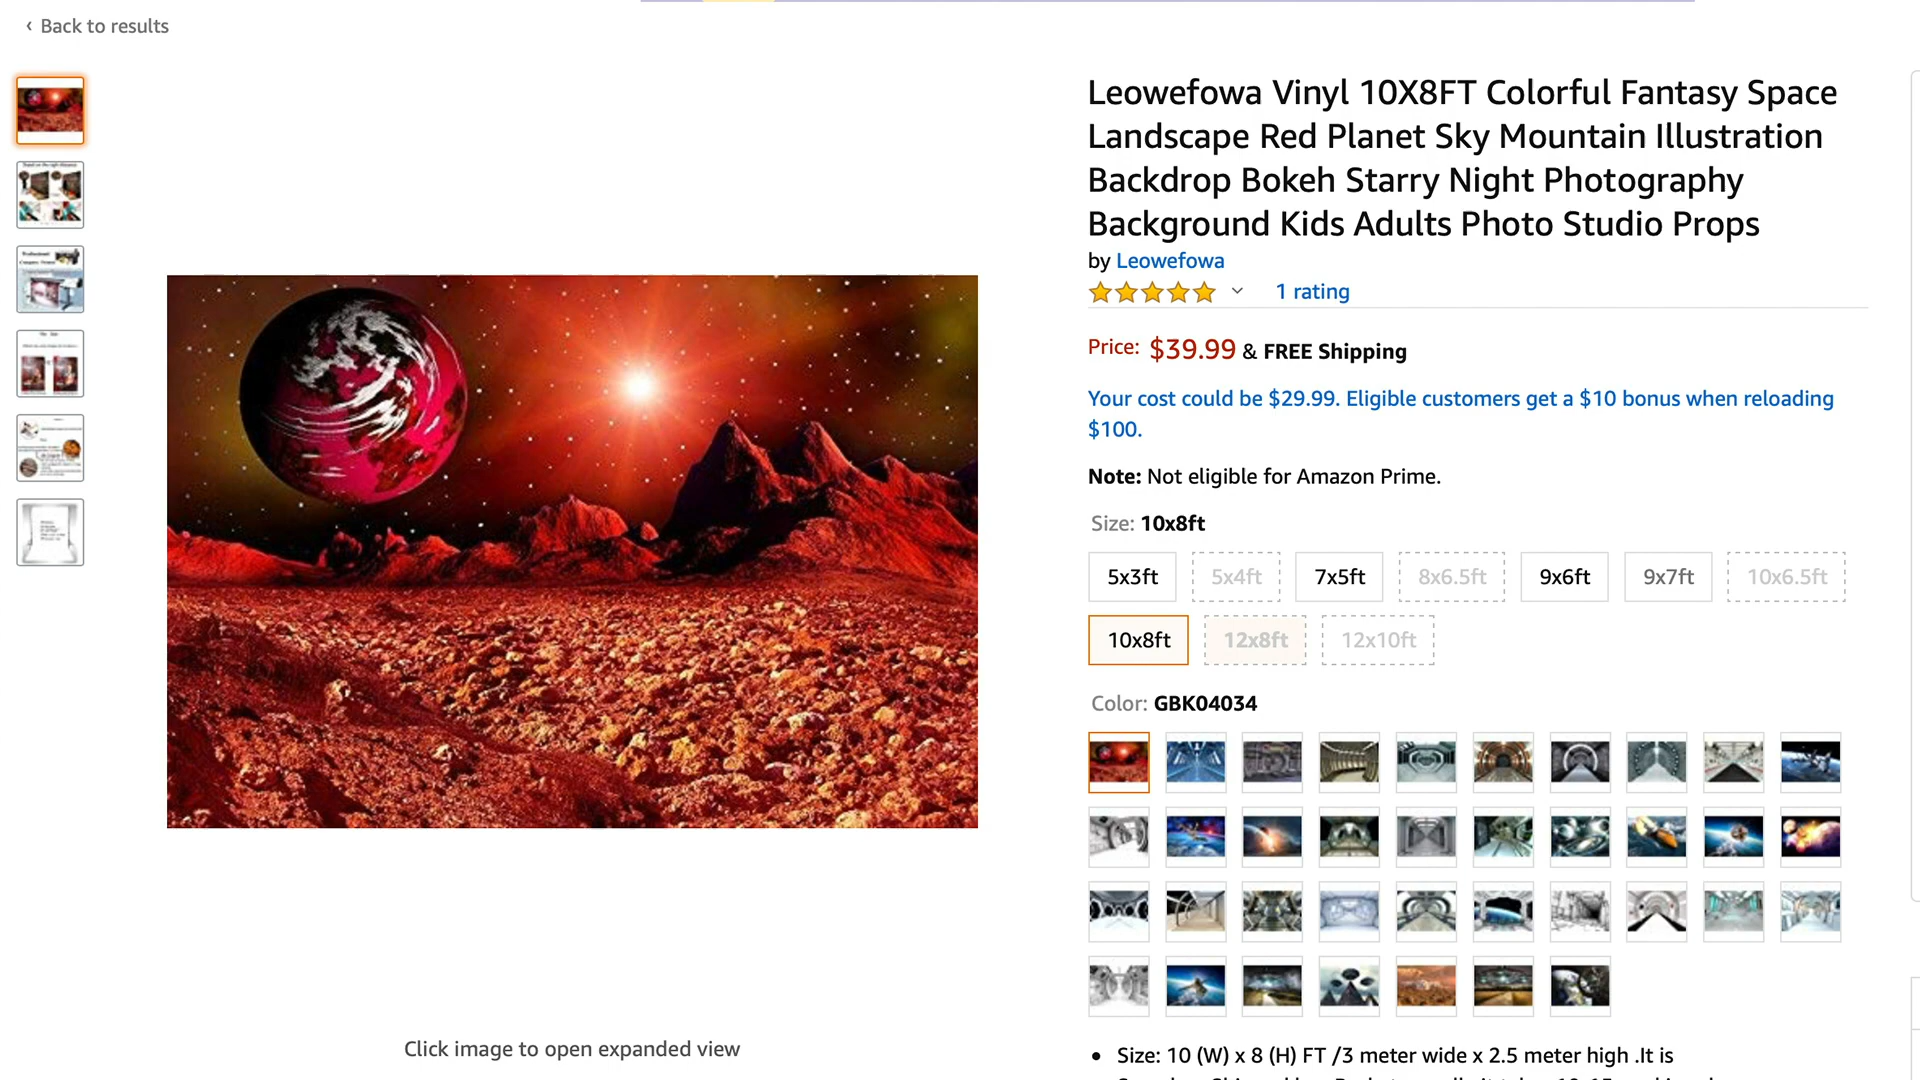 ‹ Back to results
Leowefowa Vinyl 10X8FT Colorful Fantasy Space
Landscape Red Planet Sky Mountain Illustration
Backdrop Bokeh Starry Night Photography
Background Kids Adults Photo Studio Props
by Leowefowa
1 rating
Price: $39.99 & FREE Shipping
Your cost could be $29.99. Eligible customers get a $10 bonus when reloading
$100.
Note: Not eligible for Amazon Prime.
Size: 10x8ft
5x3ft 5x4ft 7x5ft 8x6.5ft 9x6ft 9x7ft 10x6.5ft
10x8ft 12x8ft 12x10ft
Color: GBK04034
Click image to open expanded view
• Size: 10 (W) x 8 (H) FT /3 meter wide x 2.5 meter high .It is